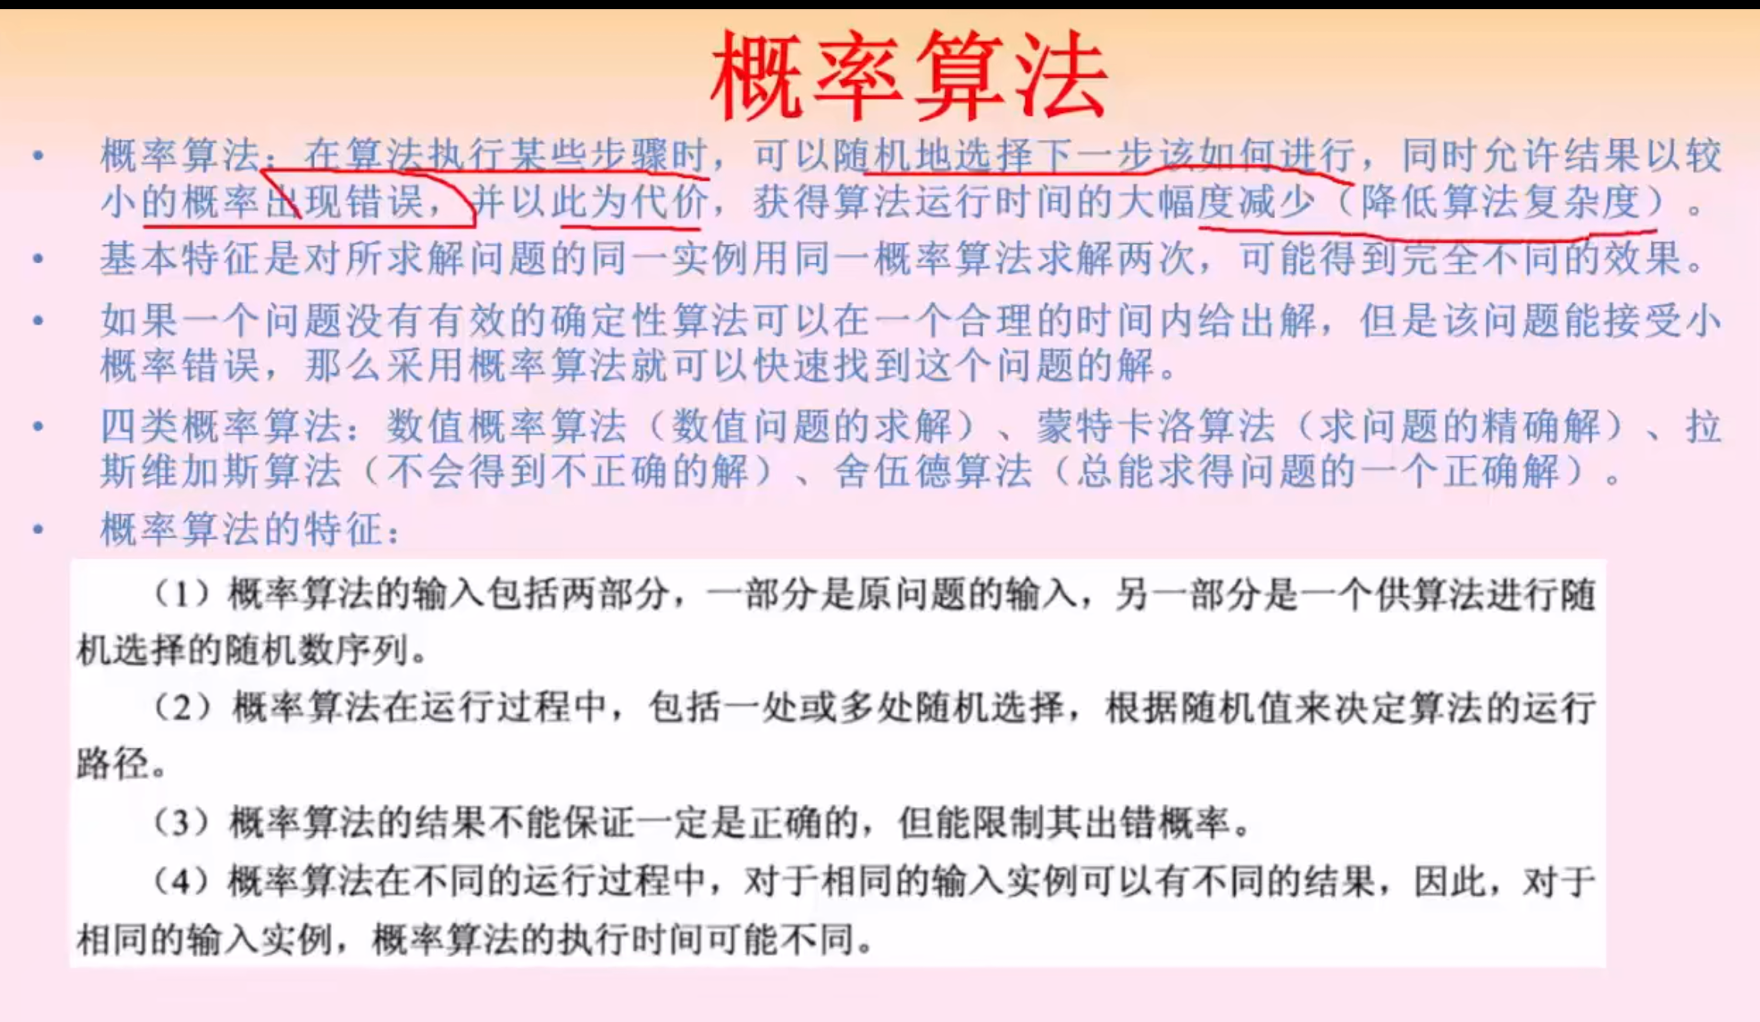 概率算法
• 概率算法：在算法执行某些步骤时，可以随机地选择下一步该如何进行，同时允许结果以较
小的概率出现错误，并以此为代价，获得算法运行时间的大幅度减少（降低算法复杂度）。
• 基本特征是对所求解问题的同一实例用同一概率算法求解两次，可能得到完全不同的效果。
• 如果一个问题没有有效的确定性算法可以在一个合理的时间内给出解，但是该问题能接受小
概率错误，那么采用概率算法就可以快速找到这个问题的解。
• 四类概率算法：数值概率算法（数值问题的求解）、蒙特卡洛算法（求问题的精确解）、拉
斯维加斯算法（不会得到不正确的解）、舍伍德算法（总能求得问题的一个正确解）。
• 概率算法的特征：
（1）概率算法的输入包括两部分，一部分是原问题的输入，另一部分是一个供算法进行随
机选择的随机数序列。
（2）概率算法在运行过程中，包括一处或多处随机选择，根据随机值来决定算法的运行
路径。
（3）概率算法的结果不能保证一定是正确的，但能限制其出错概率。
（4）概率算法在不同的运行过程中，对于相同的输入实例可以有不同的结果，因此，对于
相同的输入实例，概率算法的执行时间可能不同。